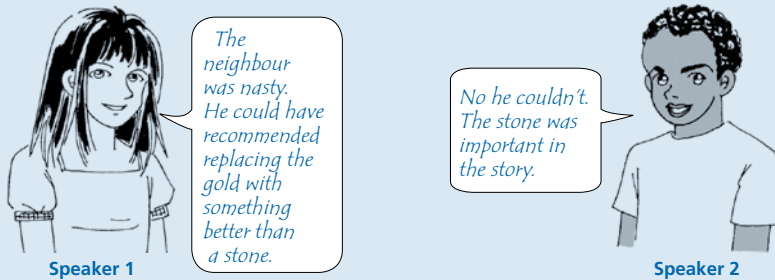 The
neighbour
was nasty.
He could have
recommended
replacing the
gold with
something
better than
a stone.
Speaker 1
No he couldn't.
The stone was
important in
the story.
Speaker 2